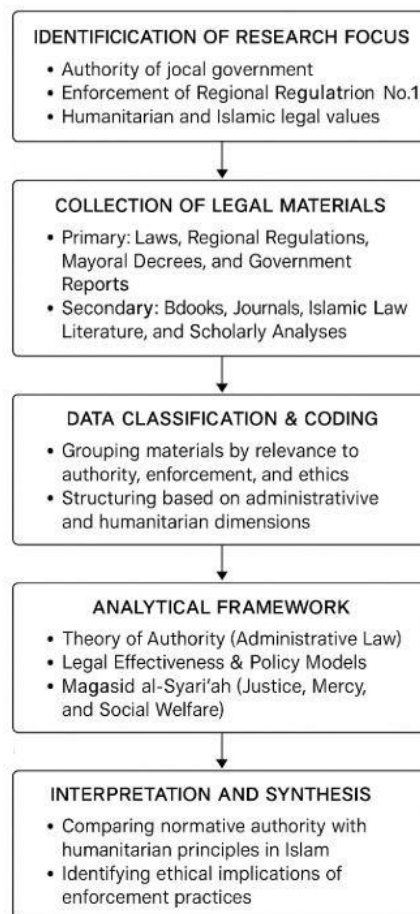 IDENTIFICICATION OF RESEARCH FOCUS
• Authority of jocal government
• Enforcement of Regional Regulatrion No.1
• Humanitarian and Islamic legal values
COLLECTION OF LEGAL MATERIALS
• Primary: Laws, Regional Regulations,
Mayoral Decrees, and Government
Reports
• Secondary: Bdooks, Journals, Islamic Law
Literature, and Scholarly Analyses
DATA CLASSIFICATION & CODING
• Grouping materials by relevance to
authority, enforcement, and ethics
• Structuring based on administrativive
and humanitarian dimensions
ANALYTICAL FRAMEWORK
• Theory of Authority (Administrative Law)
• Legal Effectiveness & Policy Models
• Magasid al-Syari'ah (Justice, Mercy,
and Social Welfare)
INTERPRETATION AND SYNTHESIS
• Comparing normative authority with
humanitarian principles in Islam
• Identifying ethical implications of
enforcement practices